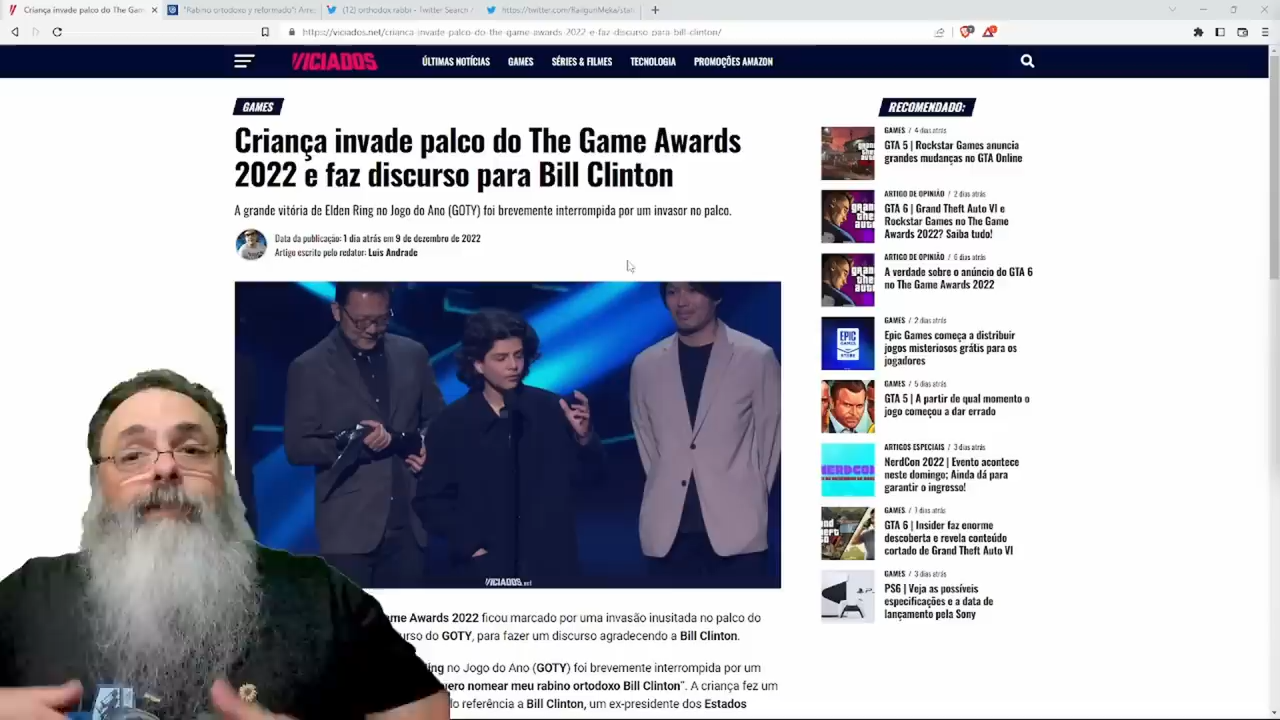 Criança invade palco do The Game Awards
"Rabino ortodoxo y reformado": Ame
(12) orthodox rabbi - Twitter Search /
https://twitter.com/RailgunMeka/stat
https://viciados.net/crianca-invade-palco-do-the-game-awards-2022-e-faz-discurso-para-bill-clinton/
VICIADOS
ÚLTIMAS NOTÍCIAS GAMES SÉRIES & FILMES TECNOLOGIA PROMOÇÕES AMAZON
GAMES
Criança invade palco do The Game Awards
2022 e faz discurso para Bill Clinton
A grande vitória de Elden Ring no Jogo do Ano (GOTY) foi brevemente interrompida por um invasor no palco.
Data da publicação: 1 dia atrás em 9 de dezembro de 2022
Artigo escrito pelo redator: Luis Andrade
VICIADOS.net
me Awards 2022 ficou marcado por uma invasão inusitada no palco do
urso do GOTY, para fazer um discurso agradecendo a Bill Clinton.
ng no Jogo do Ano (GOTY) foi brevemente interrompida por um
ero nomear meu rabino ortodoxo Bill Clinton". A criança fez um
lo referência a Bill Clinton, um ex-presidente dos Estados
RECOMENDADO:
GAMES / 4 dias atrás
GTA 5 | Rockstar Games anuncia
grandes mudanças no GTA Online
ARTIGO DE OPINIÃO / 2 dias atrás
GTA 6 | Grand Theft Auto VI e
Rockstar Games no The Game
Awards 2022? Saiba tudo!
ARTIGO DE OPINIÃO / 6 dias atrás
A verdade sobre o anúncio do GTA 6
no The Game Awards 2022
EPIC
GAMES
GAMES / 2 dias atrás
Epic Games começa a distribuir
jogos misteriosos grátis para os
jogadores
GAMES / 5 dias atrás
GTA 5 | A partir de qual momento o
jogo começou a dar errado
NERDCON
ARTIGOS ESPECIAIS / 3 dias atrás
NerdCon 2022 | Evento acontece
neste domingo; Ainda dá para
garantir o ingresso!
GAMES / 7 dias atrás
GTA 6 | Insider faz enorme
descoberta e revela conteúdo
cortado de Grand Theft Auto VI
GAMES / 3 dias atrás
PS6 | Veja as possíveis
especificações e a data de
lançamento pela Sony